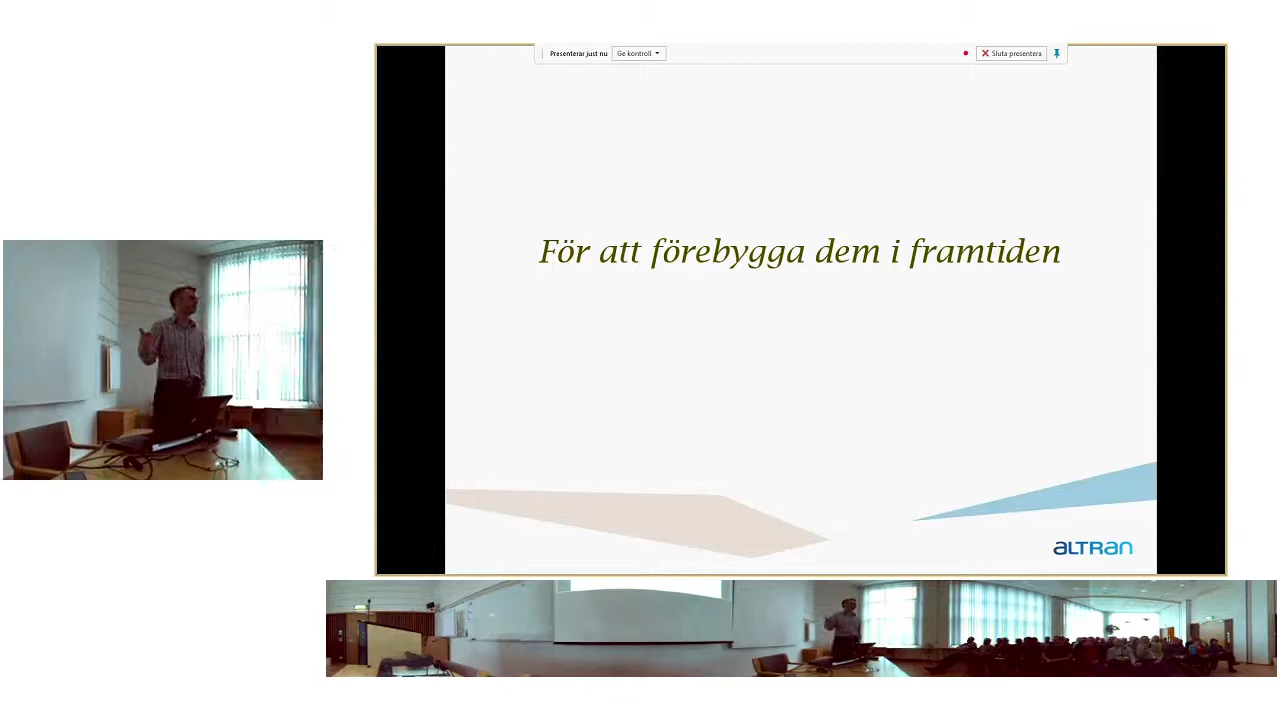 Presenterar just nu Ge kontroll Sluta presentera
För att förebygga dem i framtiden
ALTRAN